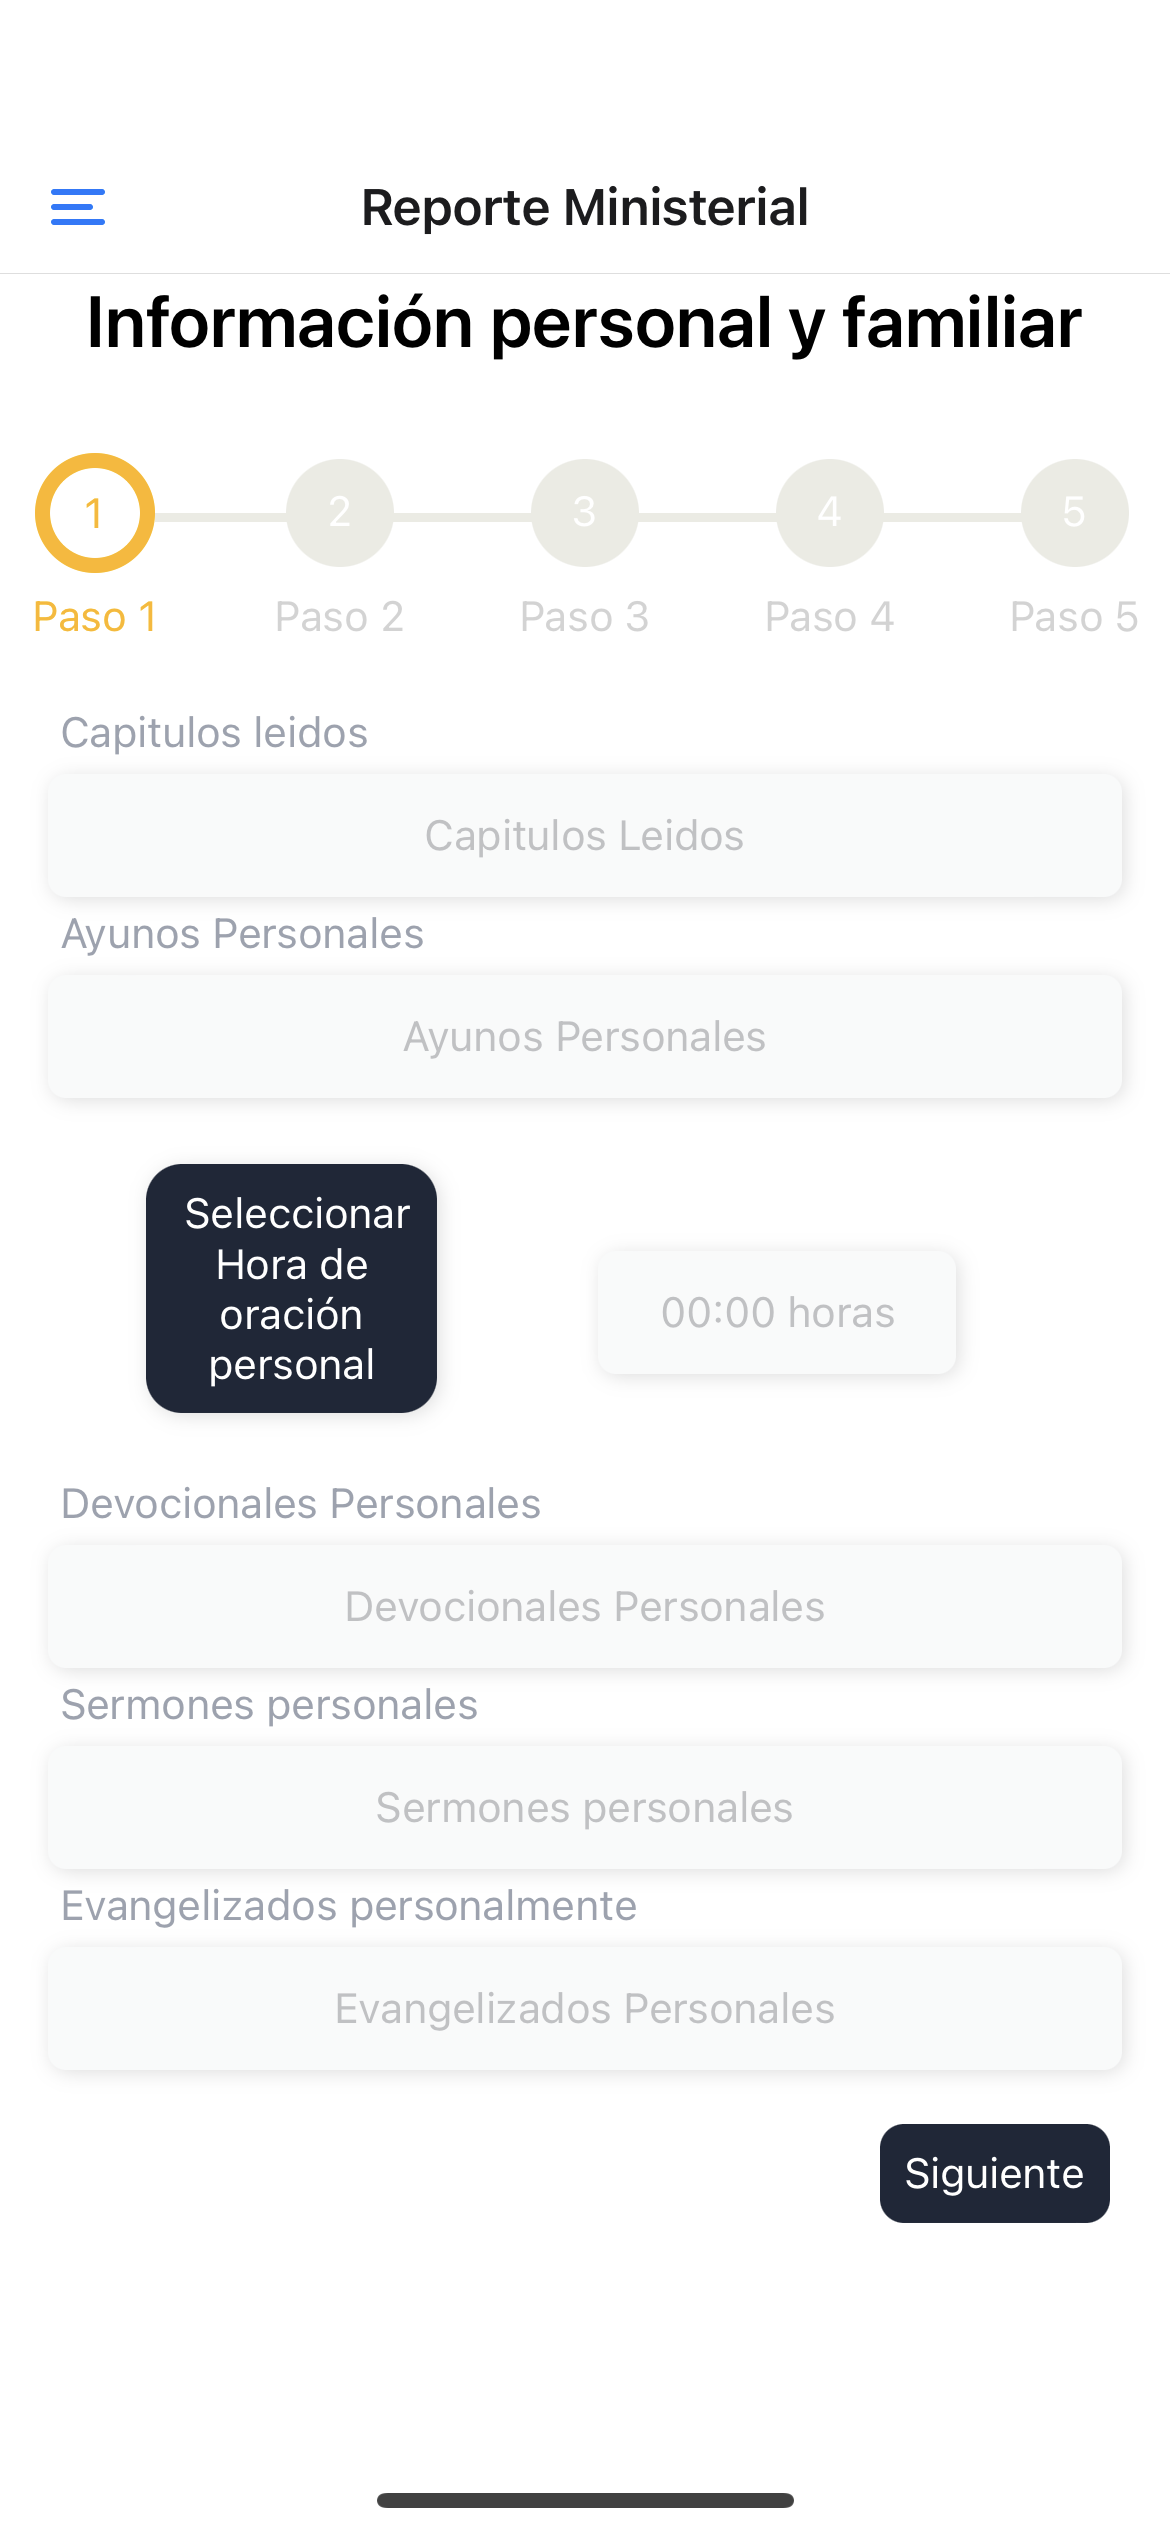 Reporte Ministerial
Información personal y familiar
1
2
3
4
5
Paso 1
Paso 2
Paso 3
Paso 4
Paso 5
Capitulos leidos
Capitulos Leidos
Ayunos Personales
Ayunos Personales
Seleccionar
Hora de
oración
personal
00:00 horas
Devocionales Personales
Devocionales Personales
Sermones personales
Sermones personales
Evangelizados personalmente
Evangelizados Personales
Siguiente